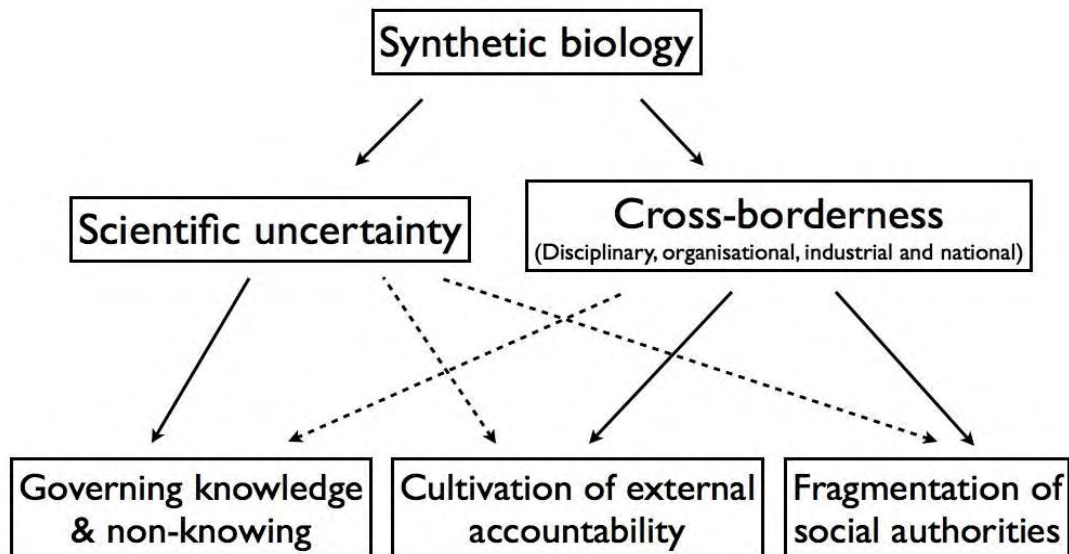 Synthetic biology
Scientific uncertainty
Cross-borderness
(Disciplinary, organisational, industrial and national)
Governing knowledge
& non-knowing
Cultivation of external
accountability
Fragmentation of
social authorities